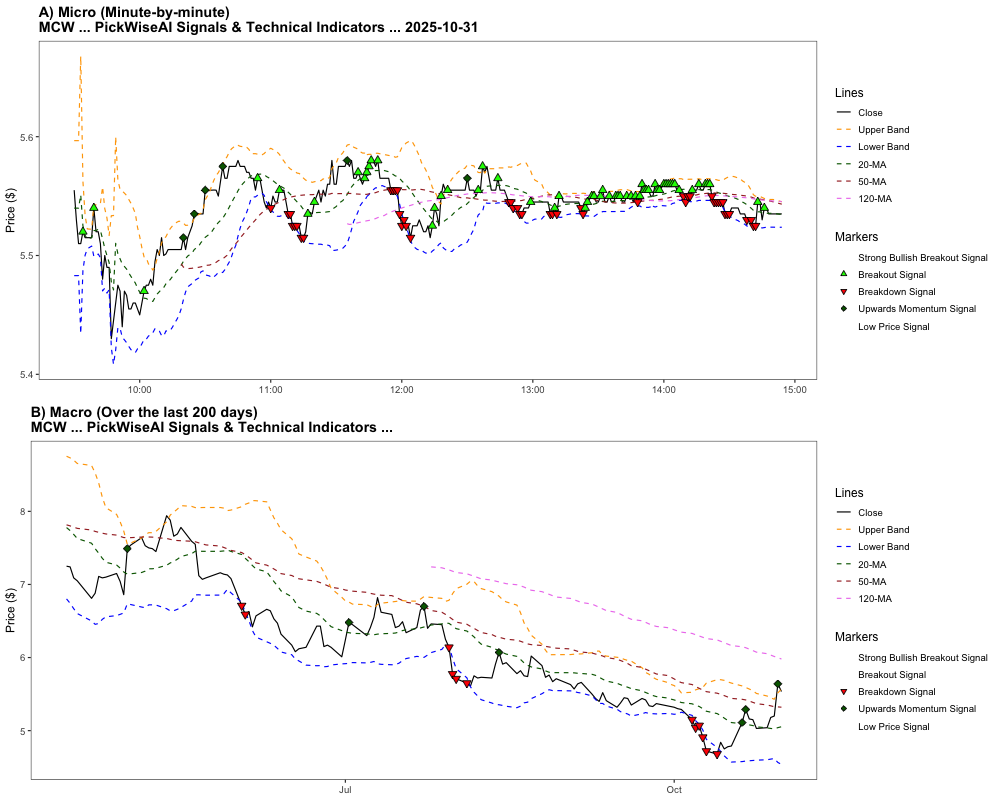 A) Micro (Minute-by-minute)
MCW ... PickWiseAI Signals & Technical Indicators ... 2025-10-31
Price ($)
5.6
5.5
5.4
10:00
11:00
12:00
13:00
14:00
15:00
Lines
Close
Upper Band
Lower Band
20-MA
50-MA
120-MA
Markers
Strong Bullish Breakout Signal
Breakout Signal
Breakdown Signal
Upwards Momentum Signal
Low Price Signal
B) Macro (Over the last 200 days)
MCW ... PickWiseAI Signals & Technical Indicators ...
Price ($)
8
7
6
5
Jul
Oct
Lines
Close
Upper Band
Lower Band
20-MA
50-MA
120-MA
Markers
Strong Bullish Breakout Signal
Breakout Signal
Breakdown Signal
Upwards Momentum Signal
Low Price Signal